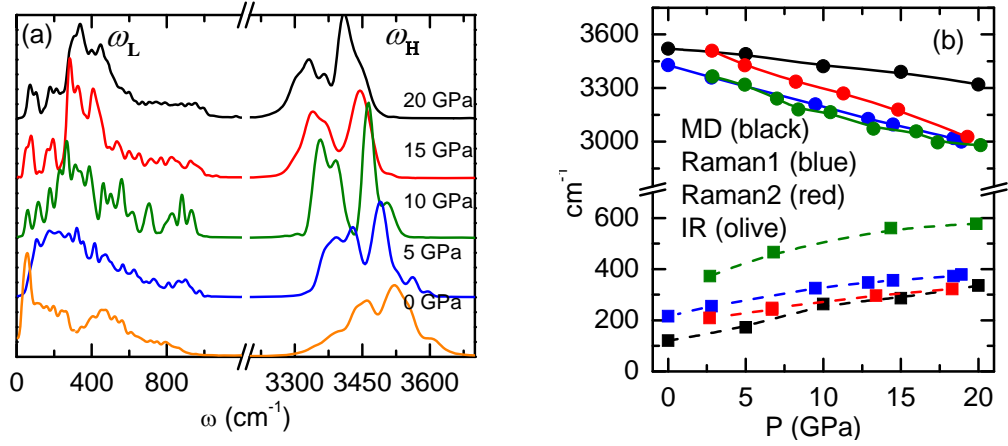 (a)
ω_L
ω_H
20 GPa
15 GPa
10 GPa
5 GPa
0 GPa
0 400 800 3300 3450 3600
ω (cm⁻¹)
(b)
3600
3300
3000
cm⁻¹
600
400
200
0
MD (black)
Raman1 (blue)
Raman2 (red)
IR (olive)
0 5 10 15 20
P (GPa)